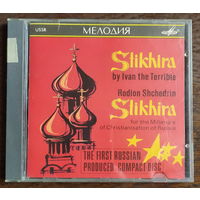 USSR
МЕЛОДИЯ
Stikhira
by Ivan the Terrible
Rodion Shchedrin
Stikhira
for the Millenary
of Christianisation of Russia
THE FIRST RUSSIAN
PRODUCED COMPACT DISC